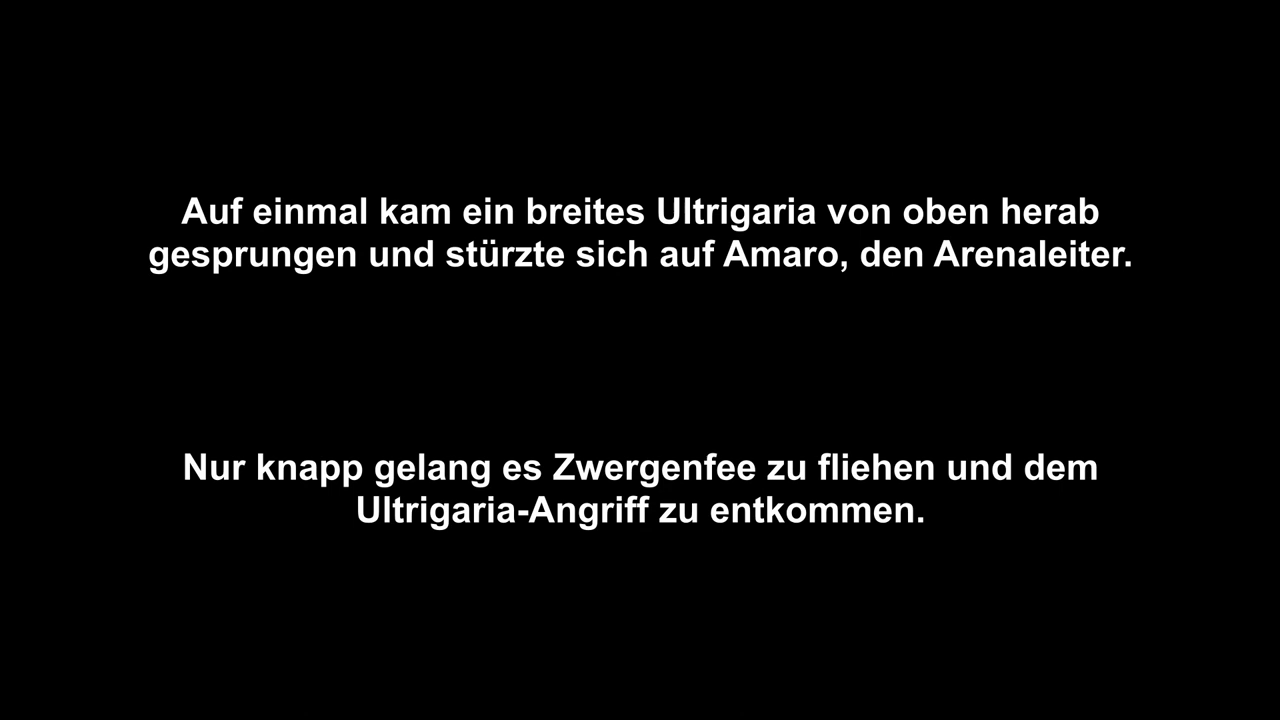 Auf einmal kam ein breites Ultrigaria von oben herab
gesprungen und stürzte sich auf Amaro, den Arenaleiter.
Nur knapp gelang es Zwergenfee zu fliehen und dem
Ultrigaria-Angriff zu entkommen.